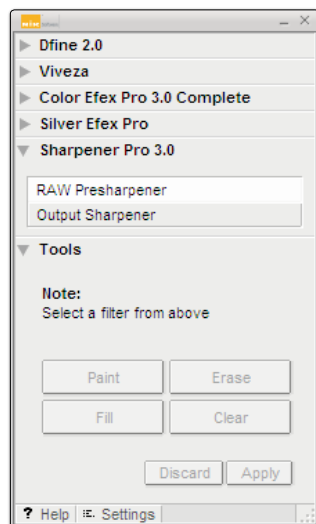 nik
Dfine 2.0
Viveza
Color Efex Pro 3.0 Complete
Silver Efex Pro
Sharpener Pro 3.0
RAW Presharpener
Output Sharpener
Tools
Note:
Select a filter from above
Paint Erase
Fill Clear
Discard Apply
? Help Settings